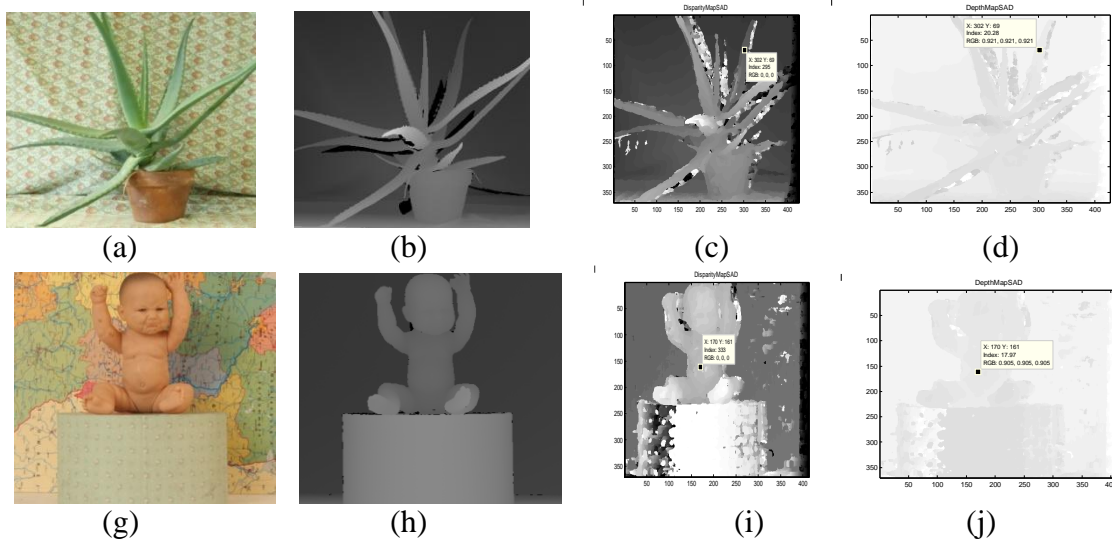 DisparityMapSAD
X: 302 Y: 69
Index: 295
RGB: 0, 0, 0
50
100
150
200
250
300
350
50 100 150 200 250 300 350 400
DepthMapSAD
X: 302 Y: 69
Index: 20.28
RGB: 0.921, 0.921, 0.921
50
100
150
200
250
300
350
50 100 150 200 250 300 350 400
(a) (b) (c) (d)
DisparityMapSAD
X: 170 Y: 161
Index: 333
RGB: 0, 0, 0
50
100
150
200
250
300
350
50 100 150 200 250 300 350 400
DepthMapSAD
X: 170 Y: 161
Index: 17.97
RGB: 0.905, 0.905, 0.905
50
100
150
200
250
300
350
50 100 150 200 250 300 350 400
(g) (h) (i) (j)